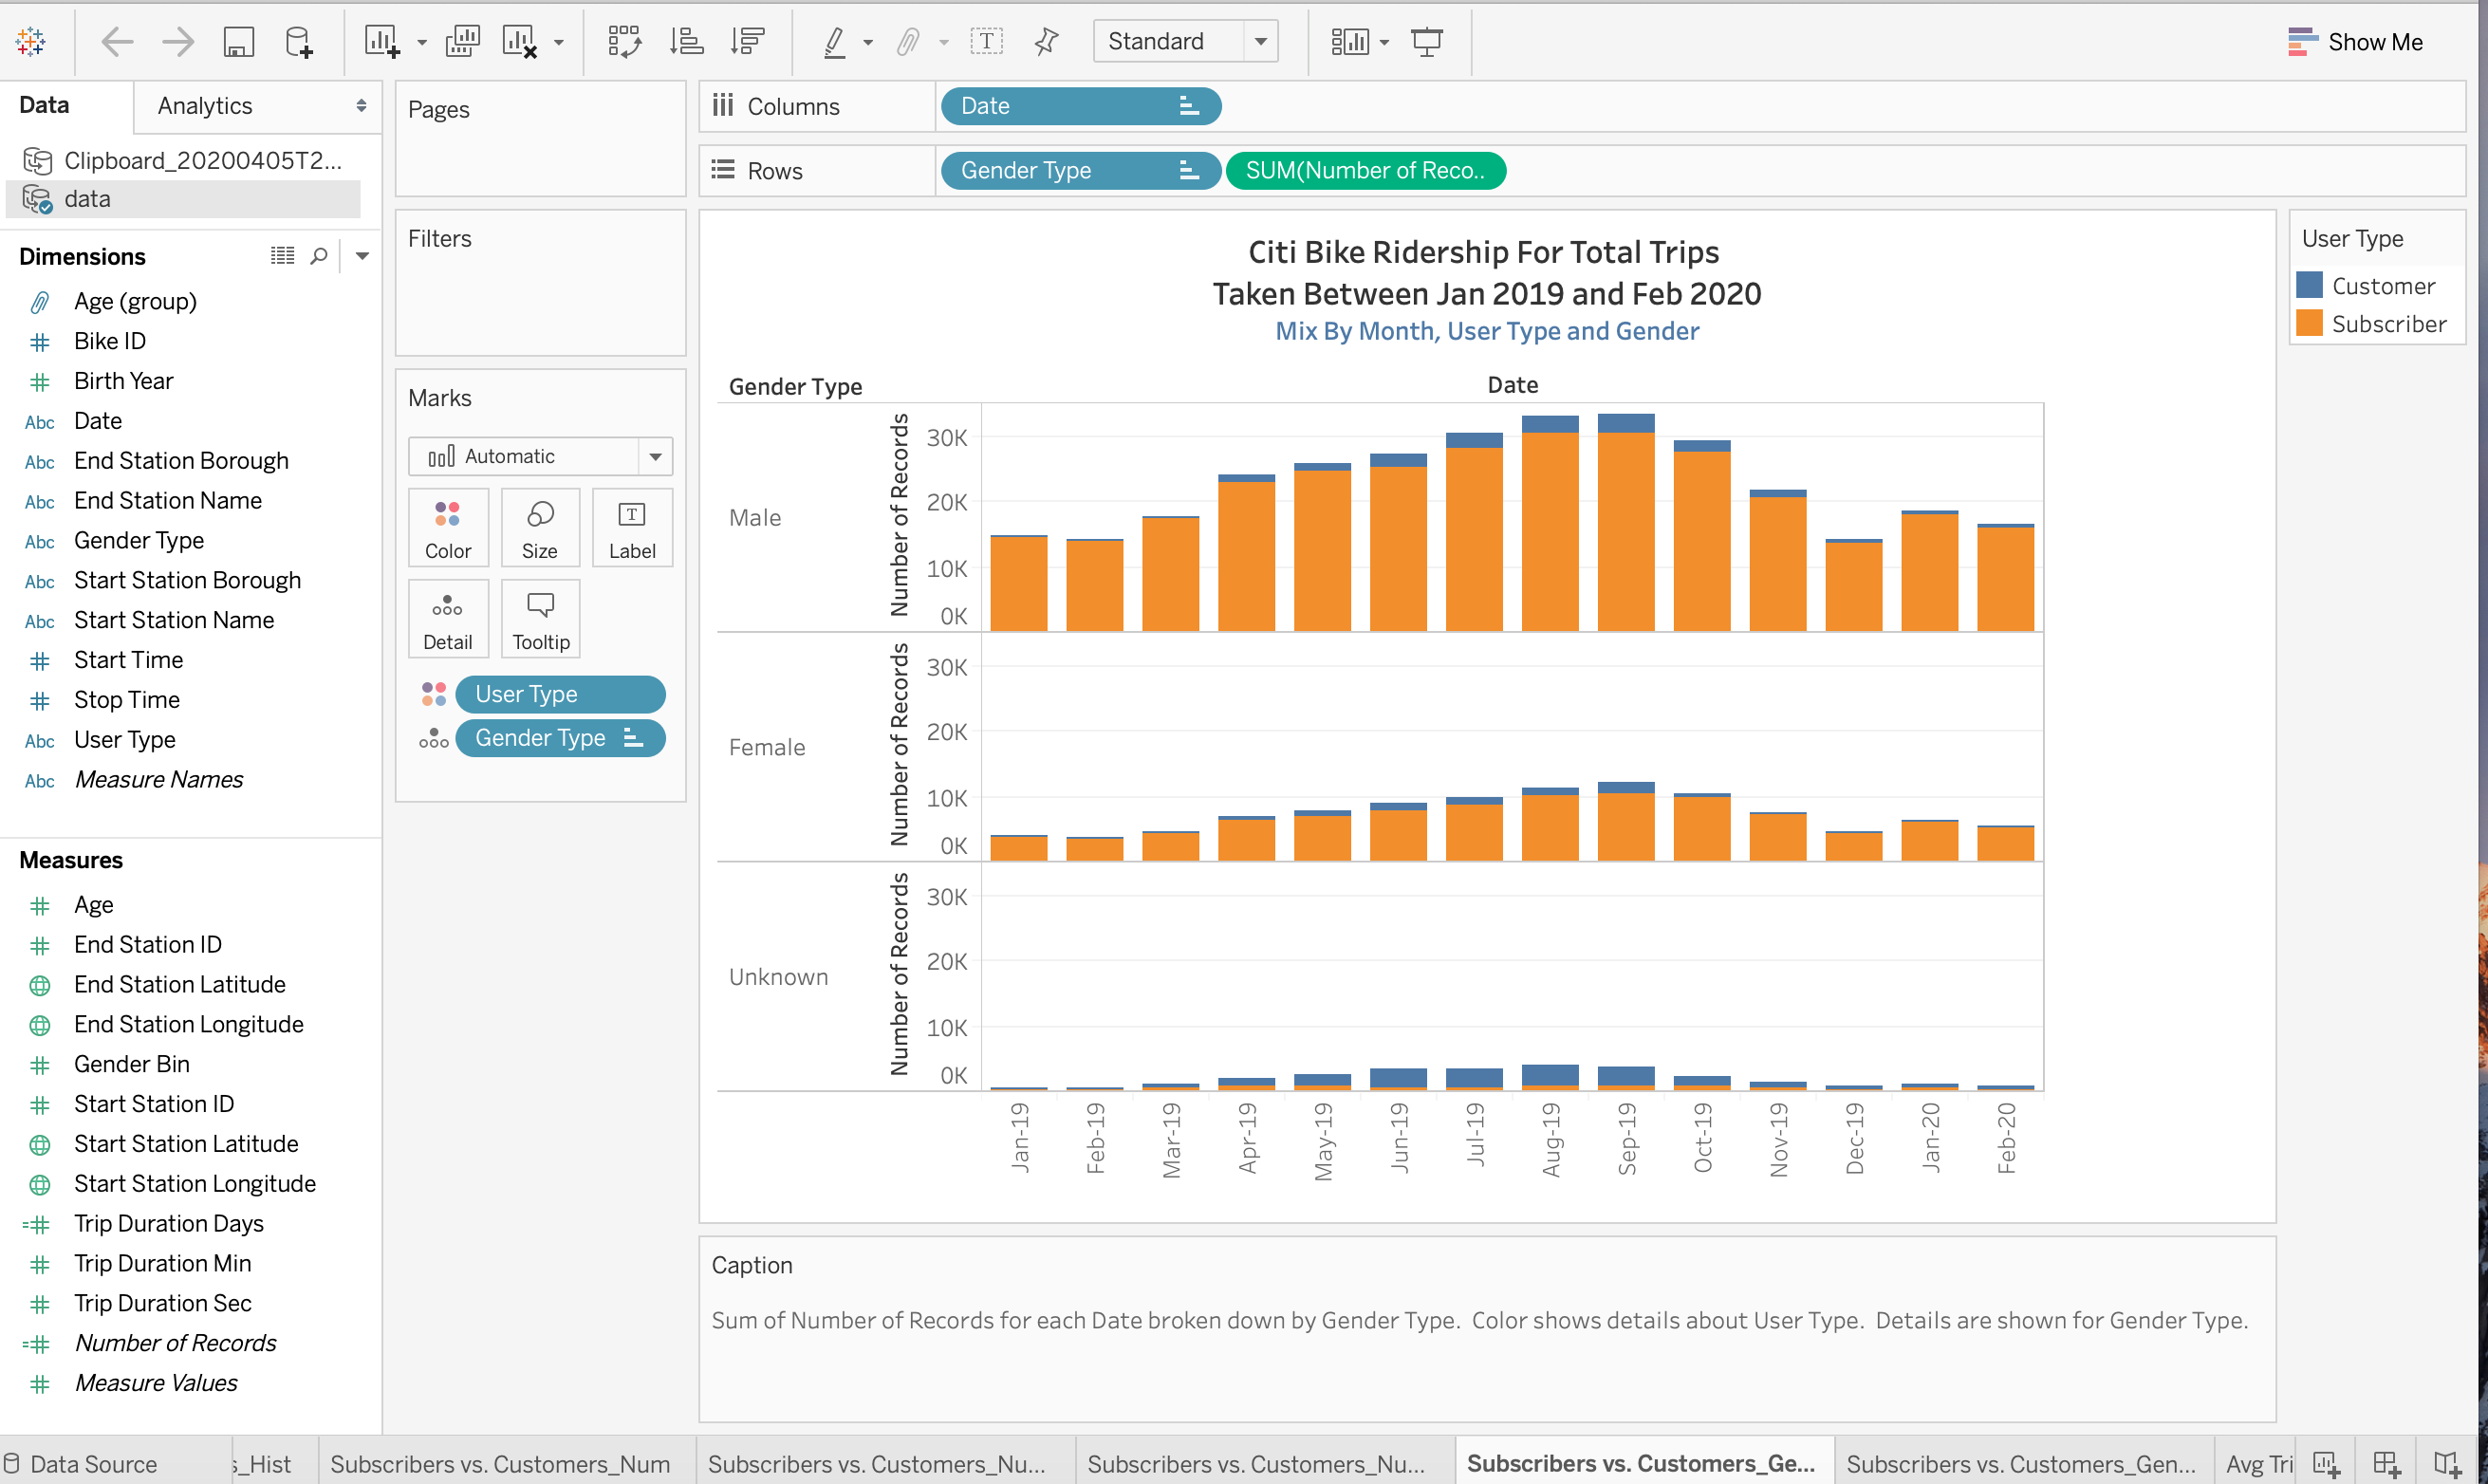 Standard
Show Me
Data
Analytics
Clipboard_20200405T2...
data
Dimensions
Age (group)
Bike ID
Birth Year
Abc Date
Abc End Station Borough
Abc End Station Name
Abc Gender Type
Abc Start Station Borough
Abc Start Station Name
Start Time
Stop Time
Abc User Type
Abc Measure Names
Measures
Age
End Station ID
End Station Latitude
End Station Longitude
Gender Bin
Start Station ID
Start Station Latitude
Start Station Longitude
Trip Duration Days
Trip Duration Min
Trip Duration Sec
Number of Records
Measure Values
Pages
Filters
Marks
Automatic
Color Size Label
Detail Tooltip
User Type
Gender Type
Columns Date
Rows Gender Type SUM(Number of Reco..
Citi Bike Ridership For Total Trips
Taken Between Jan 2019 and Feb 2020
Mix By Month, User Type and Gender
Gender Type Date
Male
Number of Records
30K
20K
10K
0K
Female
Number of Records
30K
20K
10K
0K
Unknown
Number of Records
30K
20K
10K
0K
Jan-19 Feb-19 Mar-19 Apr-19 May-19 Jun-19 Jul-19 Aug-19 Sep-19 Oct-19 Nov-19 Dec-19 Jan-20 Feb-20
User Type
Customer
Subscriber
Caption
Sum of Number of Records for each Date broken down by Gender Type. Color shows details about User Type. Details are shown for Gender Type.
Data Source
s_Hist
Subscribers vs. Customers_Num
Subscribers vs. Customers_Nu...
Subscribers vs. Customers_Nu...
Subscribers vs. Customers_Ge...
Subscribers vs. Customers_Gen...
Avg Tri